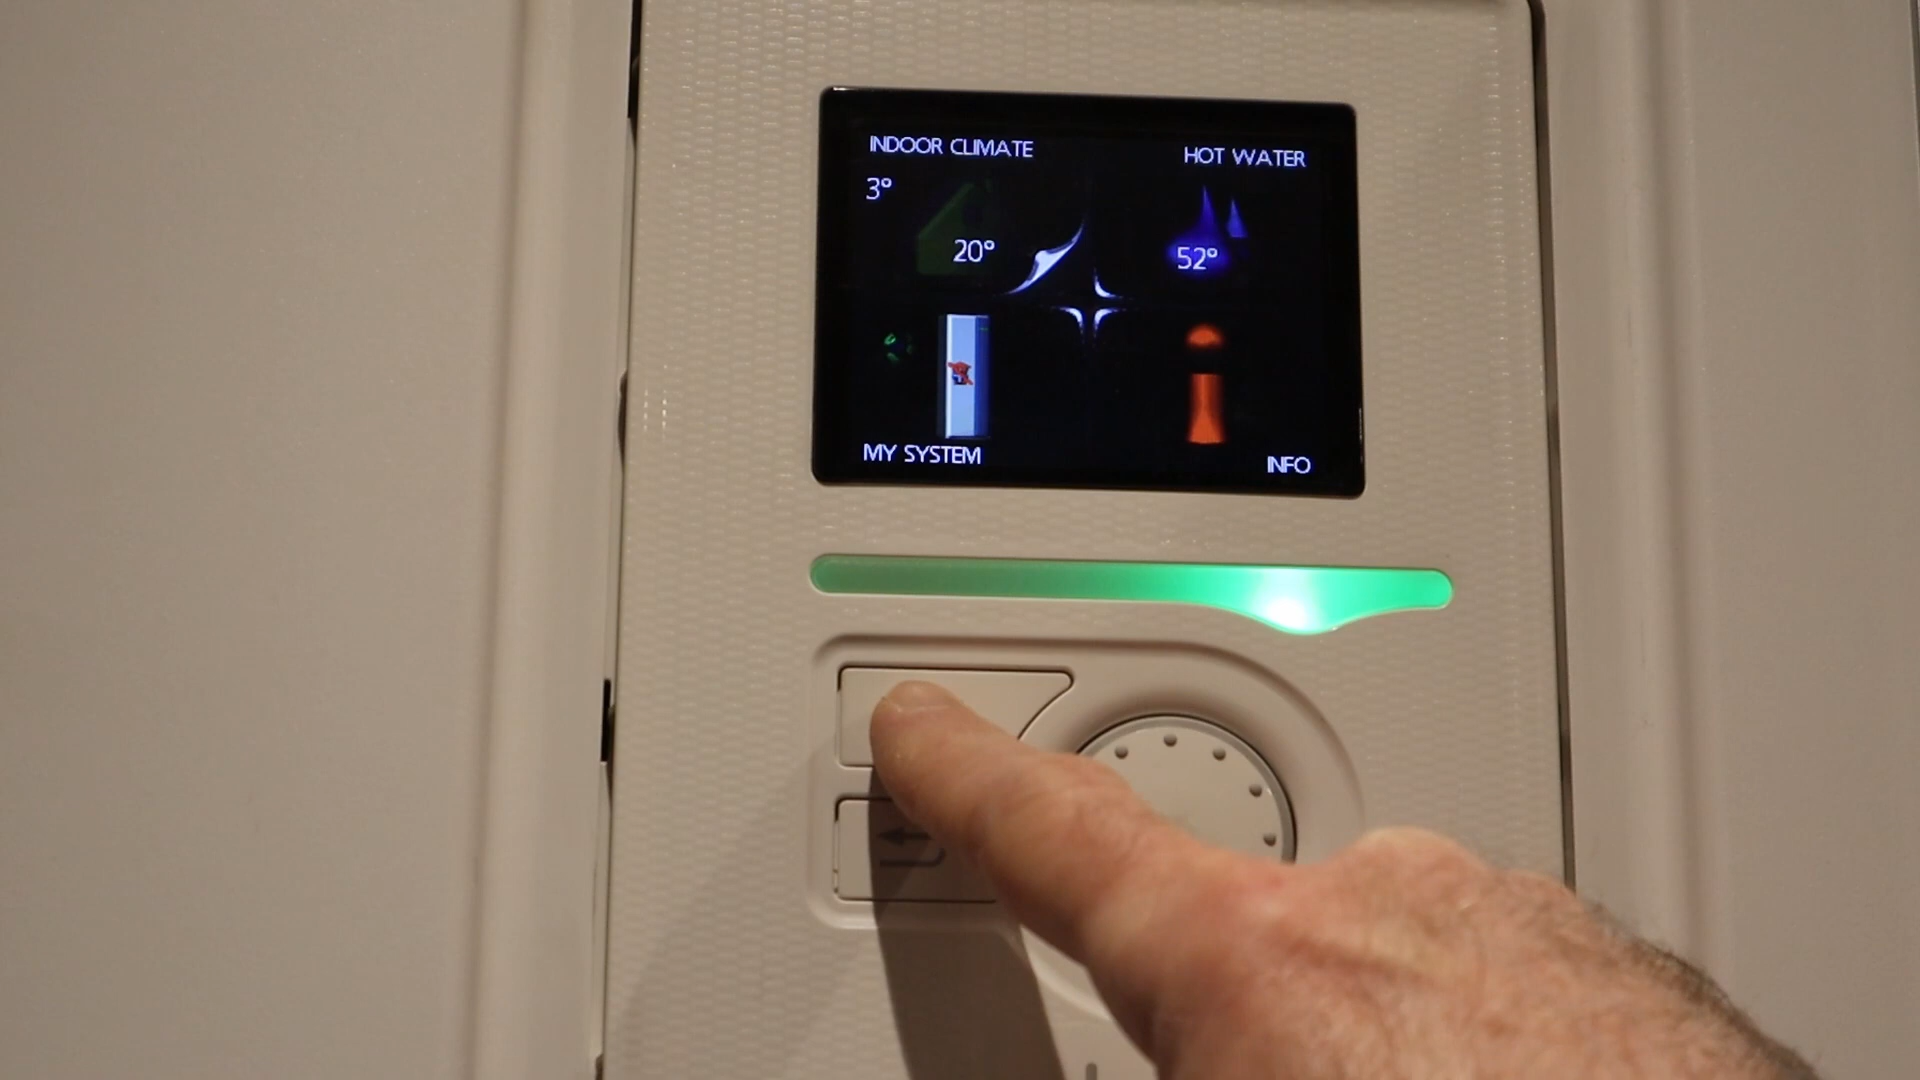 INDOOR CLIMATE
HOT WATER
3°
20°
52°
MY SYSTEM
INFO